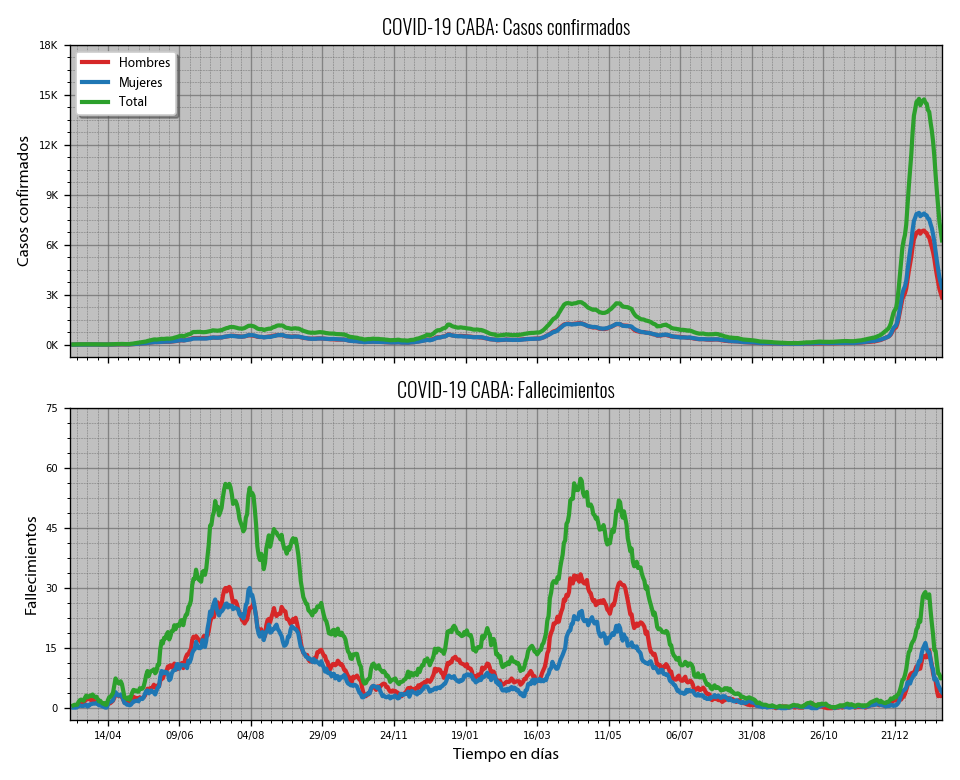 COVID-19 CABA: Casos confirmados
18K
15K
12K
9K
6K
3K
0K
Casos confirmados
Hombres
Mujeres
Total
COVID-19 CABA: Fallecimientos
75
60
45
30
15
0
Fallecimientos
14/04 09/06 04/08 29/09 24/11 19/01 16/03 11/05 06/07 31/08 26/10 21/12
Tiempo en días